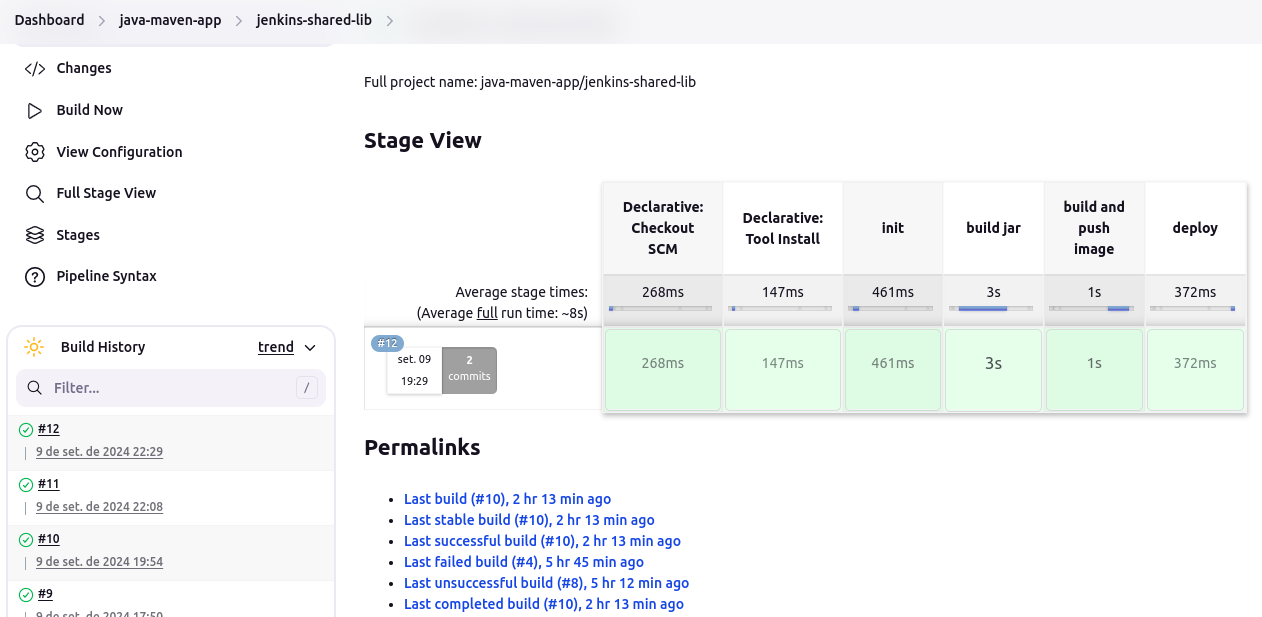 Dashboard > java-maven-app > jenkins-shared-lib >
Changes
Build Now
View Configuration
Full Stage View
Stages
Pipeline Syntax
Build History trend
Filter... /
#12
9 de set. de 2024 22:29
#11
9 de set. de 2024 22:08
#10
9 de set. de 2024 19:54
#9
9 de set. de 2024 17:50
Full project name: java-maven-app/jenkins-shared-lib
Stage View
Declarative:
Checkout
SCM
Declarative:
Tool Install
init
build jar
build and
push
image
deploy
Average stage times:
(Average full run time: ~8s)
268ms
147ms
461ms
3s
1s
372ms
#12
set. 09
19:29
2
commits
268ms
147ms
461ms
3s
1s
372ms
Permalinks
Last build (#10), 2 hr 13 min ago
Last stable build (#10), 2 hr 13 min ago
Last successful build (#10), 2 hr 13 min ago
Last failed build (#4), 5 hr 45 min ago
Last unsuccessful build (#8), 5 hr 12 min ago
Last completed build (#10), 2 hr 13 min ago